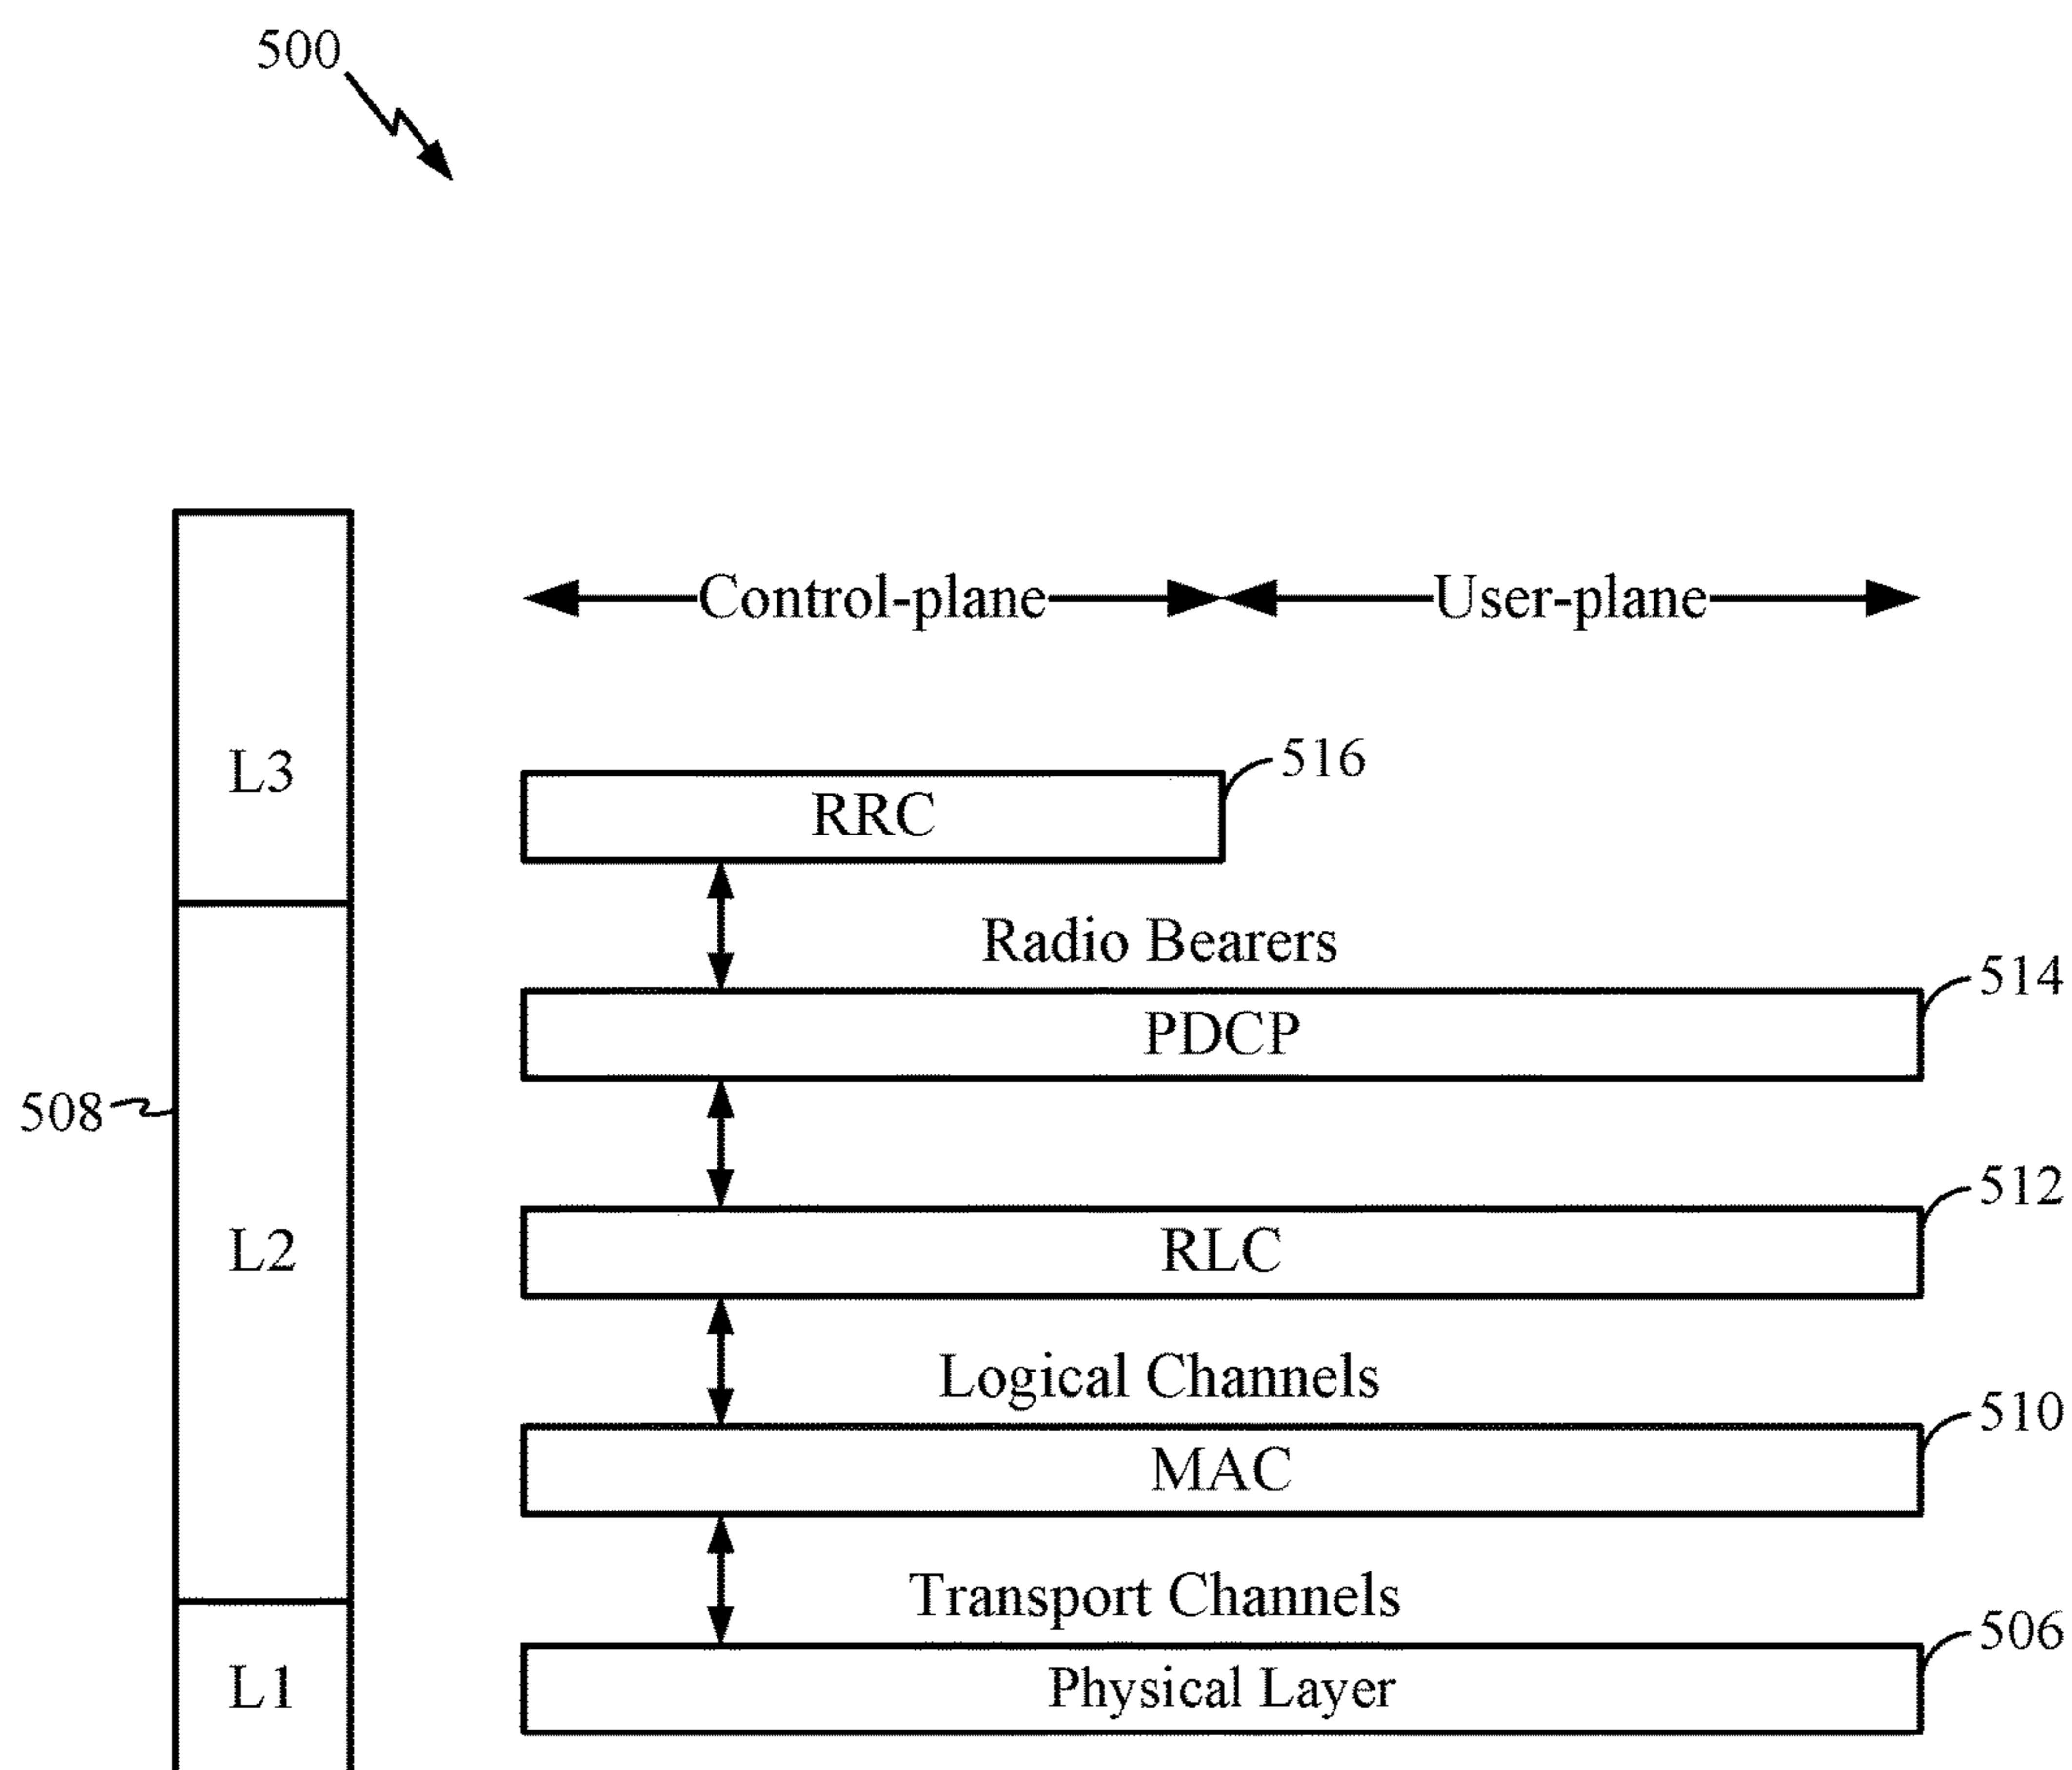 500
Control-plane
User-plane
L3
516
RRC
Radio Bearers
514
PDCP
508
512
L2
RLC
Logical Channels
510
MAC
Transport Channels
506
L1
Physical Layer